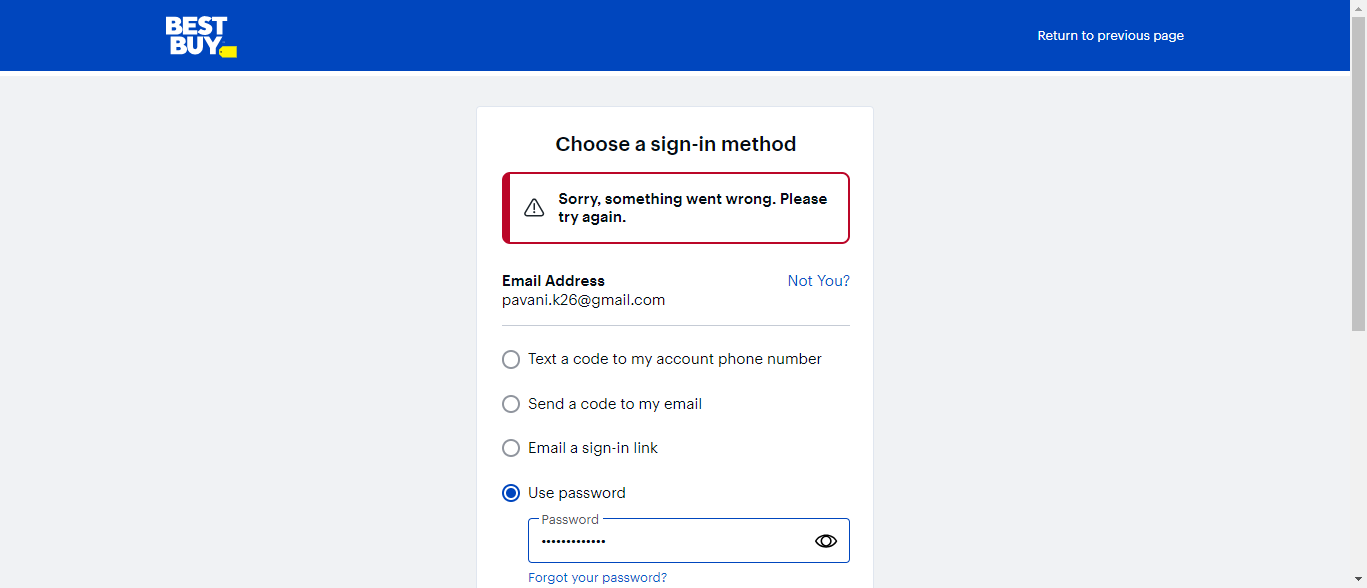 BEST
BUY
Return to previous page
Choose a sign-in method
Sorry, something went wrong. Please
try again.
Email Address
Not You?
pavani.k26@gmail.com
Text a code to my account phone number
Send a code to my email
Email a sign-in link
Use password
Password
•••••••••••••
Forgot your password?